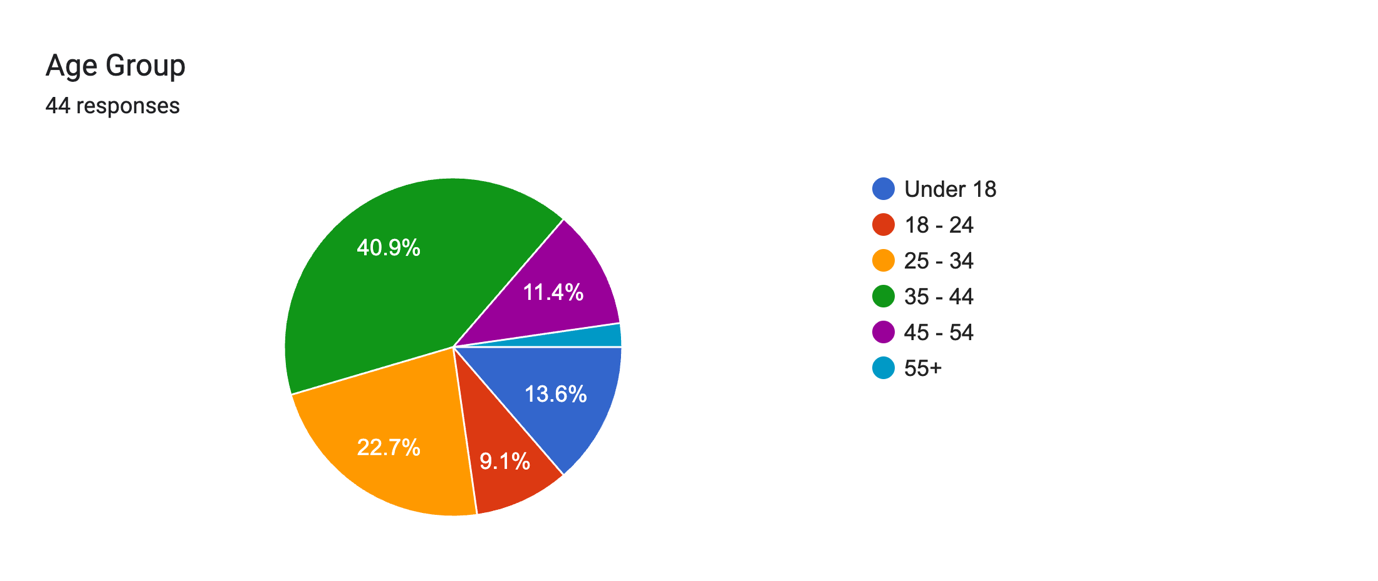 Age Group
44 responses
40.9%
11.4%
13.6%
22.7%
9.1%
Under 18
18 - 24
25 - 34
35 - 44
45 - 54
55+